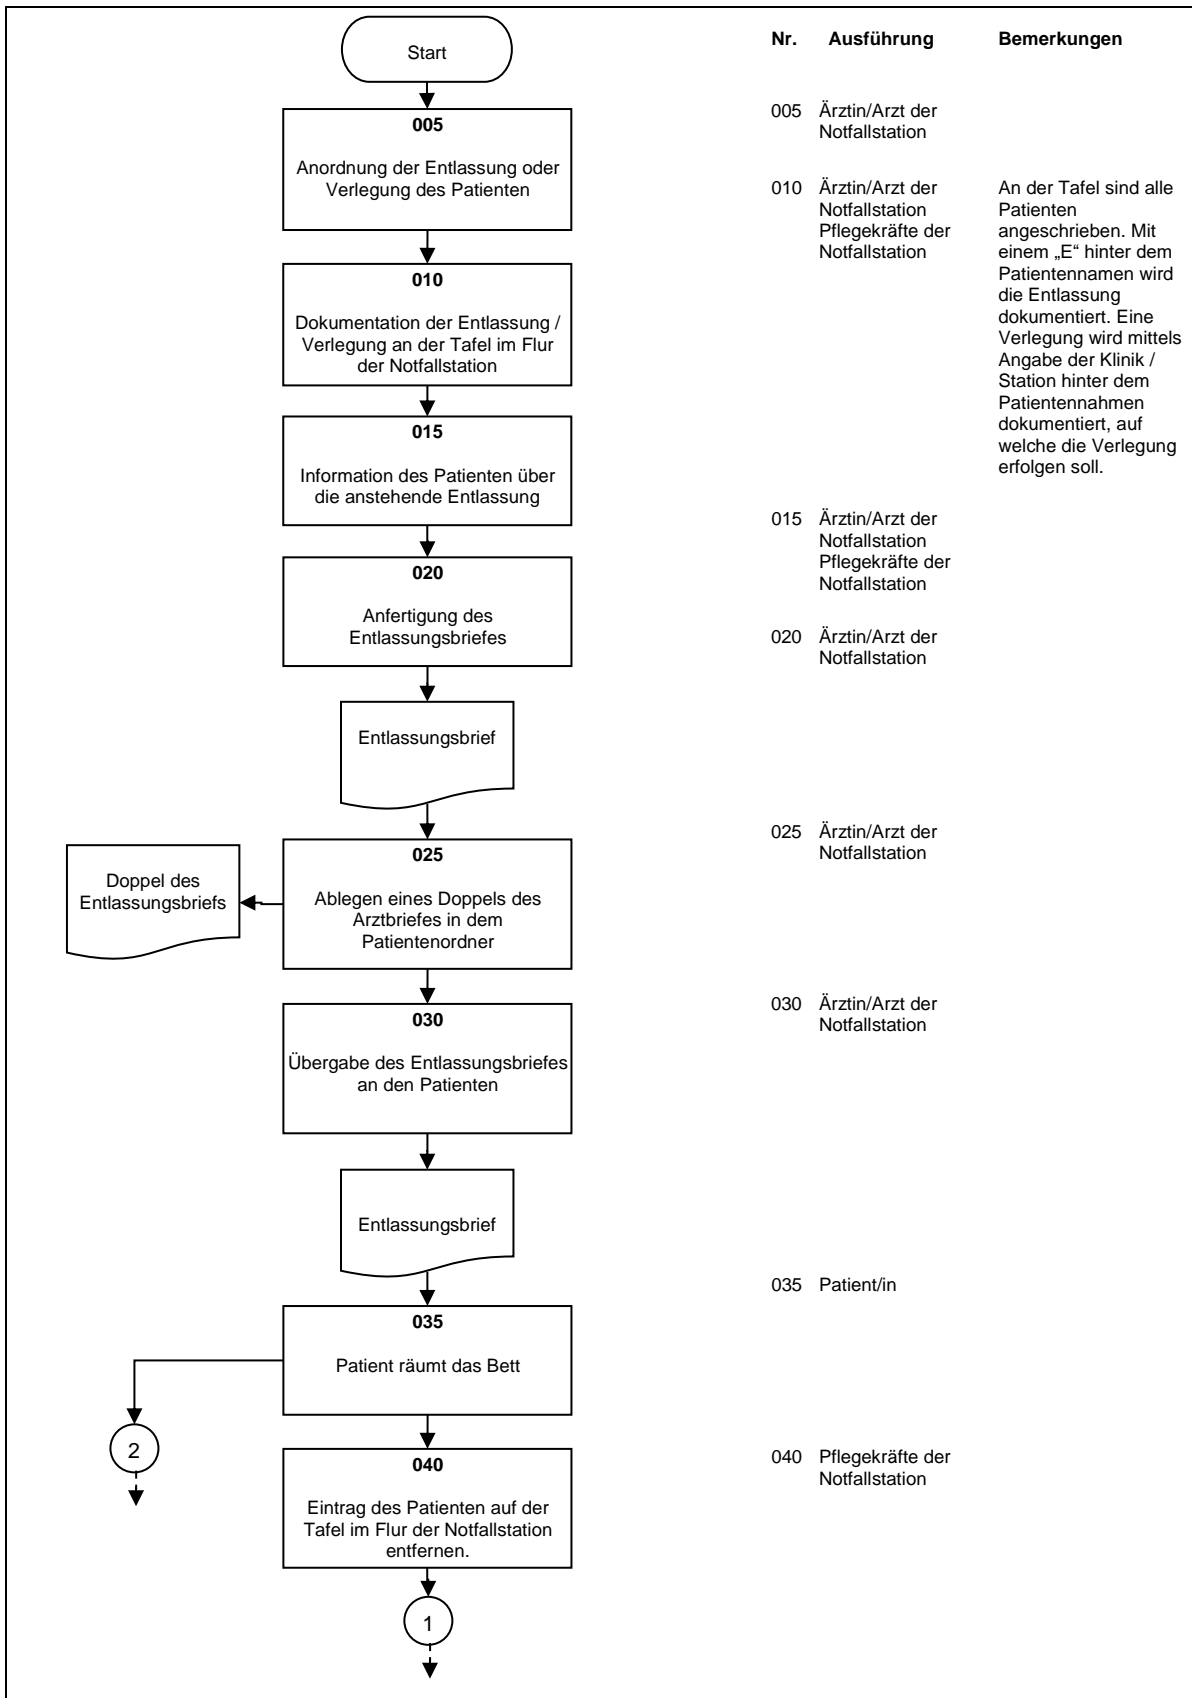 Start
005
Anordnung der Entlassung oder
Verlegung des Patienten
010
Dokumentation der Entlassung /
Verlegung an der Tafel im Flur
der Notfallstation
015
Information des Patienten über
die anstehende Entlassung
020
Anfertigung des
Entlassungsbriefes
Entlassungsbrief
025
Ablegen eines Doppels des
Arztbriefes in dem
Patientenordner
Doppel des
Entlassungsbriefs
030
Übergabe des Entlassungsbriefes
an den Patienten
Entlassungsbrief
035
Patient räumt das Bett
2
040
Eintrag des Patienten auf der
Tafel im Flur der Notfallstation
entfernen.
1
Nr. Ausführung Bemerkungen
005 Ärztin/Arzt der
Notfallstation
010 Ärztin/Arzt der
Notfallstation
Pflegekräfte der
Notfallstation
An der Tafel sind alle
Patienten
angeschrieben. Mit
einem „E“ hinter dem
Patientennamen wird
die Entlassung
dokumentiert. Eine
Verlegung wird mittels
Angabe der Klinik /
Station hinter dem
Patientennahmen
dokumentiert, auf
welche die Verlegung
erfolgen soll.
015 Ärztin/Arzt der
Notfallstation
Pflegekräfte der
Notfallstation
020 Ärztin/Arzt der
Notfallstation
025 Ärztin/Arzt der
Notfallstation
030 Ärztin/Arzt der
Notfallstation
035 Patient/in
040 Pflegekräfte der
Notfallstation